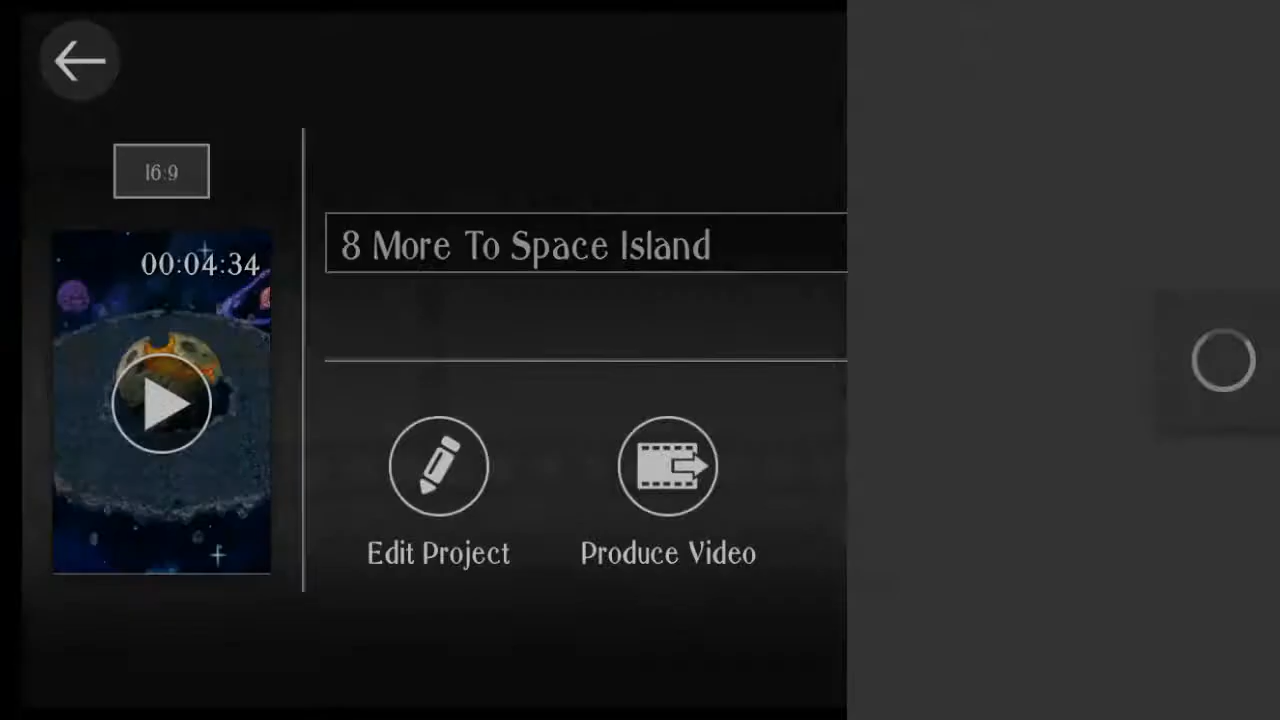 16:9
00:04:34
8 More To Space Island
Edit Project
Produce Video